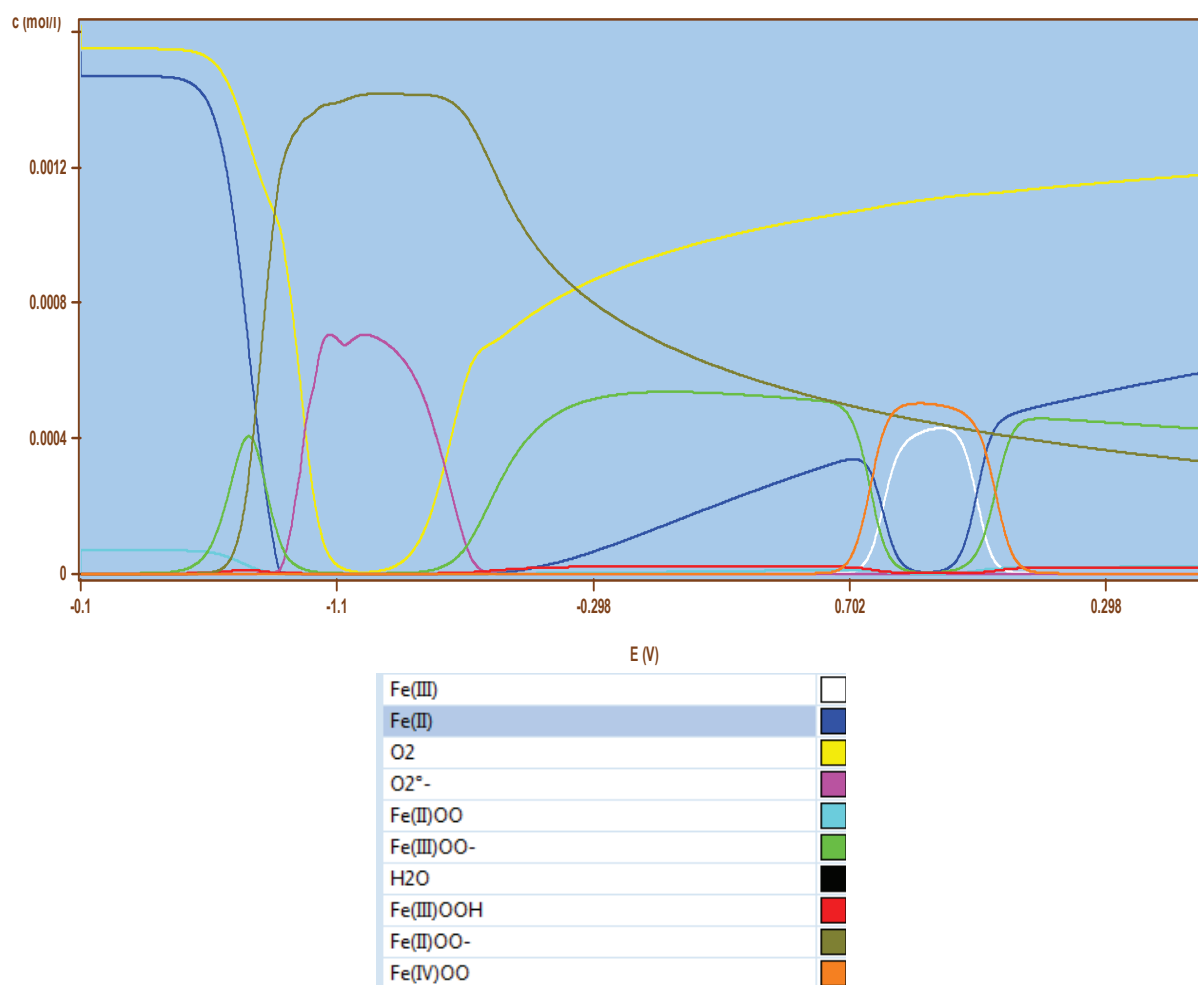 c (mol/l)
0.0012
0.0008
0.0004
0
-0.1
-1.1
-0.298
0.702
0.298
E (V)
Fe(III)
Fe(II)
O2
O2°-
Fe(II)OO
Fe(III)OO-
H2O
Fe(III)OOH
Fe(II)OO-
Fe(IV)OO